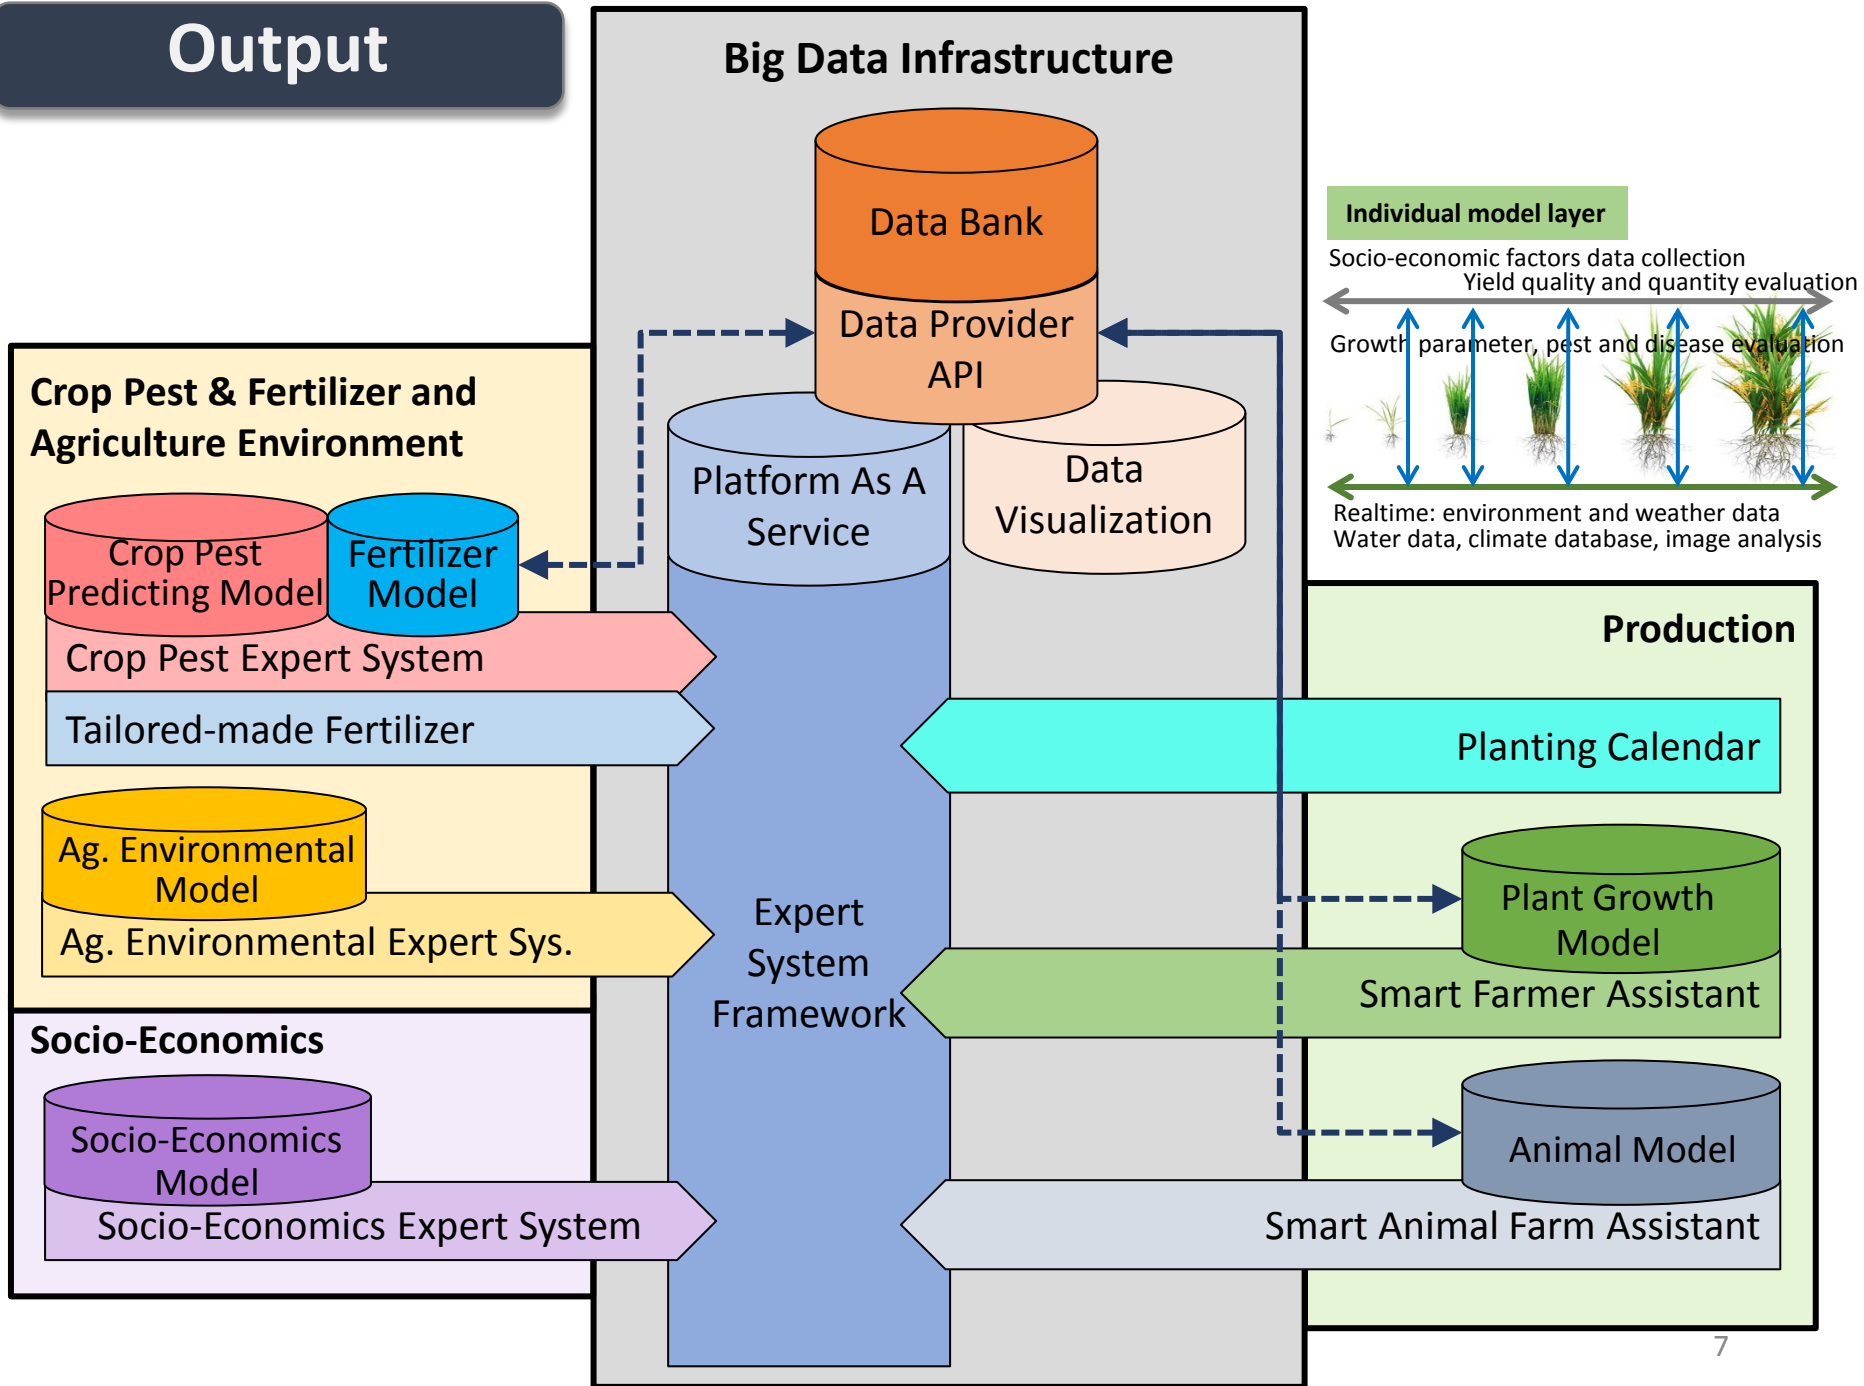 Output
Big Data Infrastructure
Data Bank
Data Provider
API
Platform As A
Service
Data
Visualization
Expert
System
Framework
Individual model layer
Socio-economic factors data collection
Yield quality and quantity evaluation
Growth parameter, pest and disease evaluation
Realtime: environment and weather data
Water data, climate database, image analysis
Crop Pest & Fertilizer and
Agriculture Environment
Crop Pest
Predicting Model
Fertilizer
Model
Crop Pest Expert System
Tailored-made Fertilizer
Ag. Environmental
Model
Ag. Environmental Expert Sys.
Socio-Economics
Socio-Economics
Model
Socio-Economics Expert System
Production
Planting Calendar
Plant Growth
Model
Smart Farmer Assistant
Animal Model
Smart Animal Farm Assistant
7